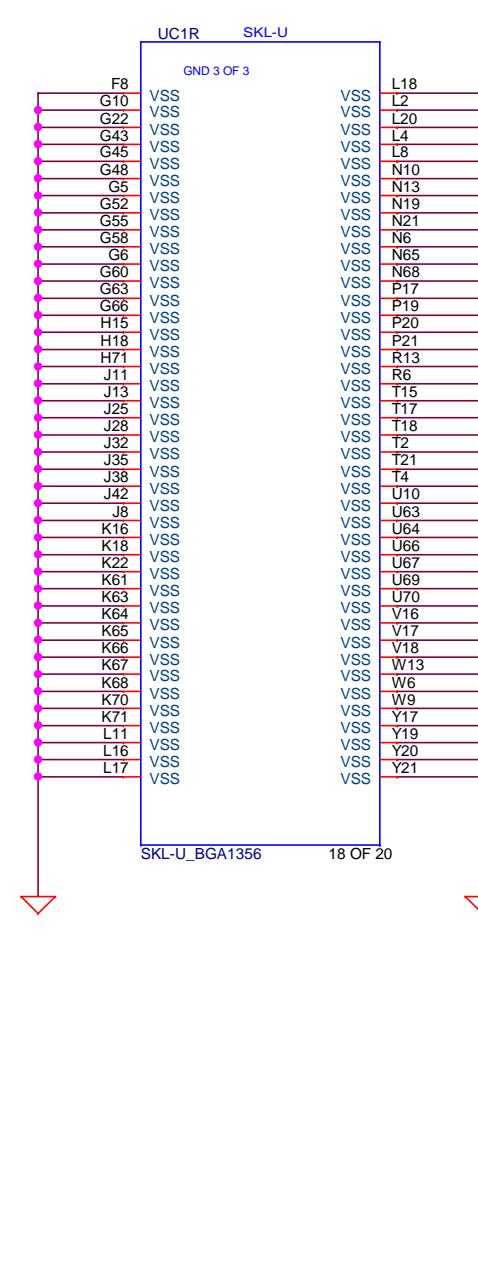 UC1R SKL-U
GND 3 OF 3
F8 VSS VSS L18
G10 VSS VSS L2
G22 VSS VSS L20
G43 VSS VSS L4
G45 VSS VSS L8
G48 VSS VSS N10
G5 VSS VSS N13
G52 VSS VSS N19
G55 VSS VSS N21
G58 VSS VSS N6
G6 VSS VSS N65
G60 VSS VSS N68
G63 VSS VSS P17
G66 VSS VSS P19
H15 VSS VSS P20
H18 VSS VSS P21
H71 VSS VSS R13
J11 VSS VSS R6
J13 VSS VSS T15
J25 VSS VSS T17
J28 VSS VSS T18
J32 VSS VSS T2
J35 VSS VSS T21
J38 VSS VSS T4
J42 VSS VSS U10
J8 VSS VSS U63
K16 VSS VSS U64
K18 VSS VSS U66
K22 VSS VSS U67
K61 VSS VSS U69
K63 VSS VSS U70
K64 VSS VSS V16
K65 VSS VSS V17
K66 VSS VSS V18
K67 VSS VSS W13
K68 VSS VSS W6
K70 VSS VSS W9
K71 VSS VSS Y17
L11 VSS VSS Y19
L16 VSS VSS Y20
L17 VSS VSS Y21
SKL-U_BGA1356 18 OF 20